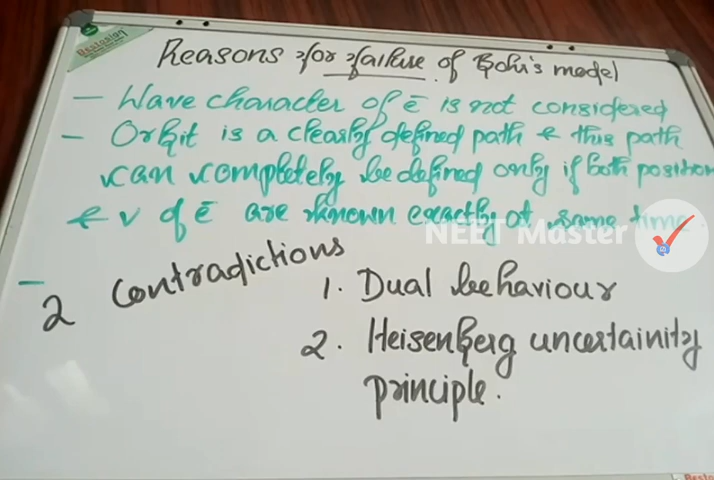 Bestosign
Reasons for failure of Bohr's model
– Wave character of ē is not considered
– Orbit is a clearly defined path & this path
can completely be defined only if both position
& v of ē are known exactly at same time.
NEET Master
– 2 contradictions
1. Dual behaviour
2. Heisenberg uncertainity
principle.